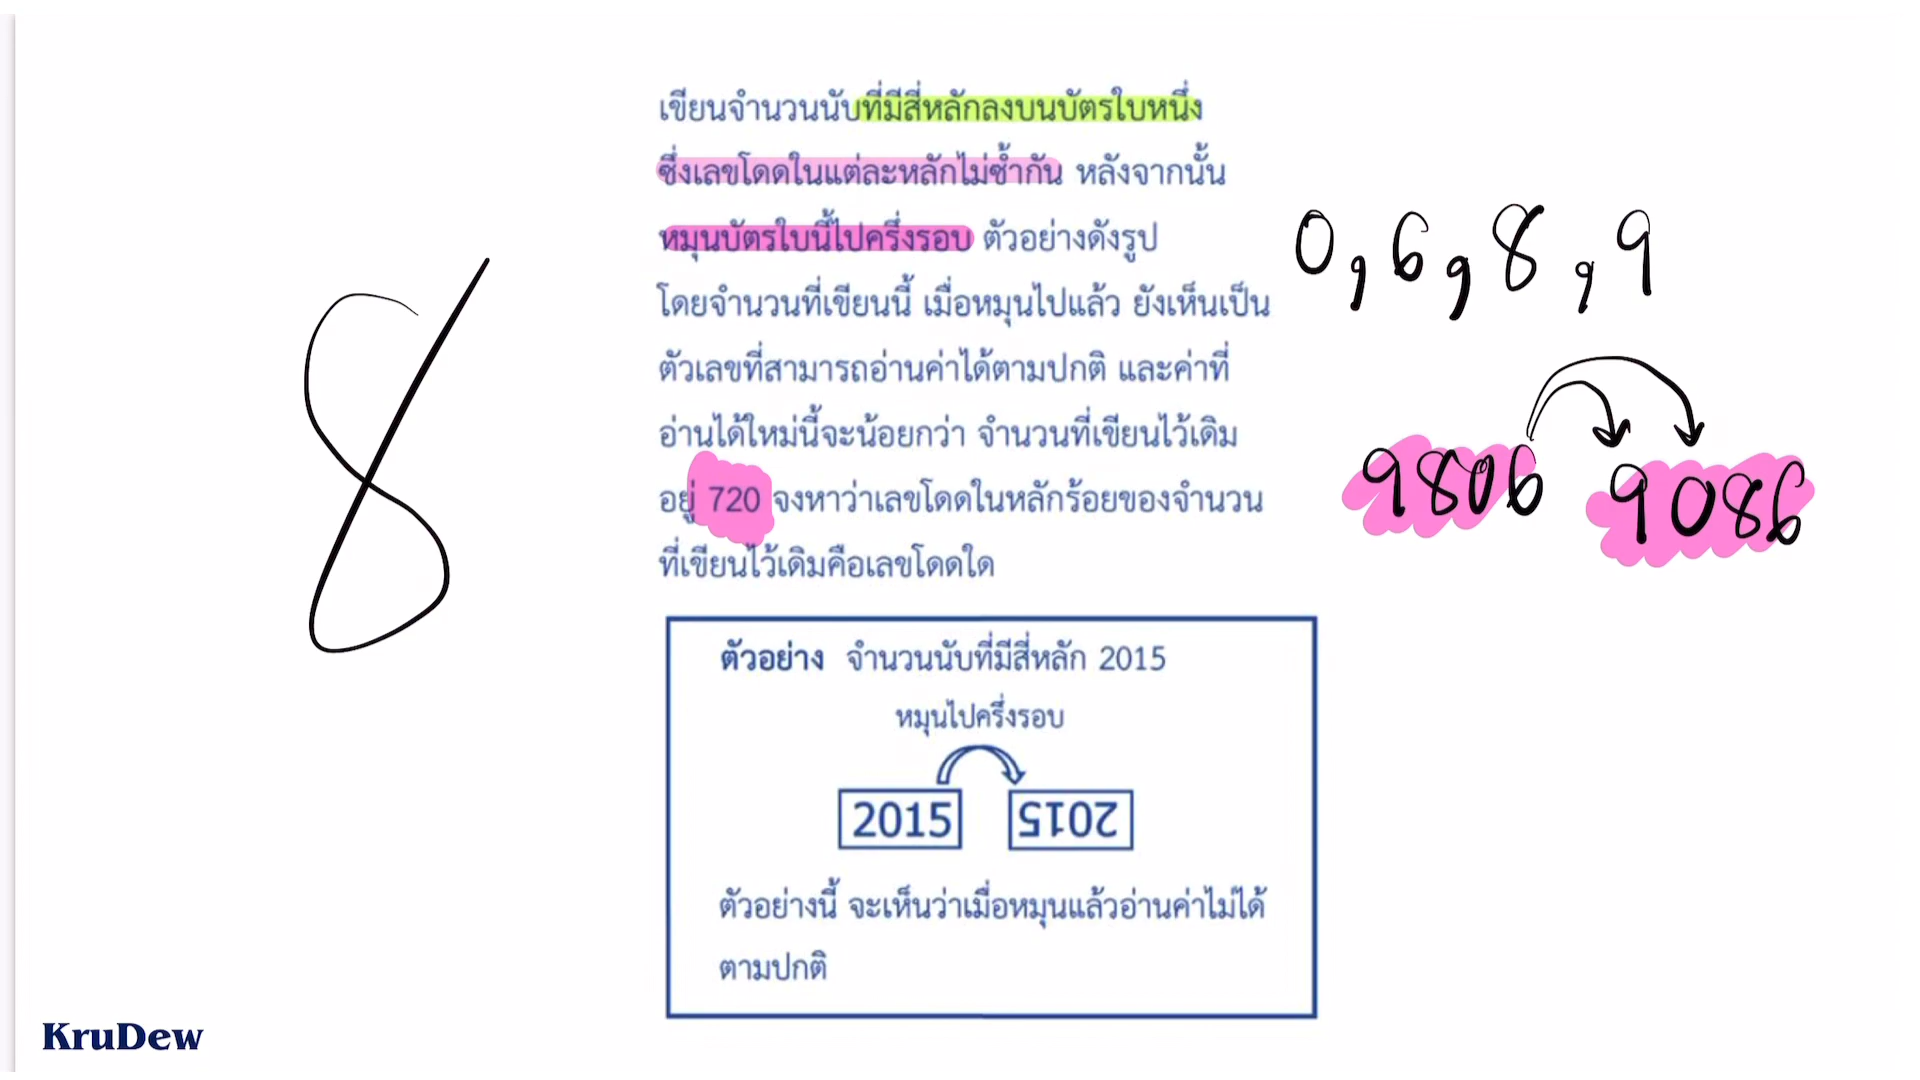 เขียนจำนวนนับที่มีสี่หลักลงบนบัตรใบหนึ่ง
ซึ่งเลขโดดในแต่ละหลักไม่ซ้ำกัน หลังจากนั้น
หมุนบัตรใบนี้ไปครึ่งรอบ ตัวอย่างดังรูป
โดยจำนวนที่เขียนนี้ เมื่อหมุนไปแล้ว ยังเห็นเป็น
ตัวเลขที่สามารถอ่านค่าได้ตามปกติ และค่าที่
อ่านได้ใหม่นี้จะน้อยกว่า จำนวนที่เขียนไว้เดิม
อยู่ 720 จงหาว่าเลขโดดในหลักร้อยของจำนวน
ที่เขียนไว้เดิมคือเลขโดดใด
8
0, 6, 8, 9
9806 9086
ตัวอย่าง จำนวนนับที่มีสี่หลัก 2015
หมุนไปครึ่งรอบ
2015 2015
ตัวอย่างนี้ จะเห็นว่าเมื่อหมุนแล้วอ่านค่าไม่ได้
ตามปกติ
KruDew